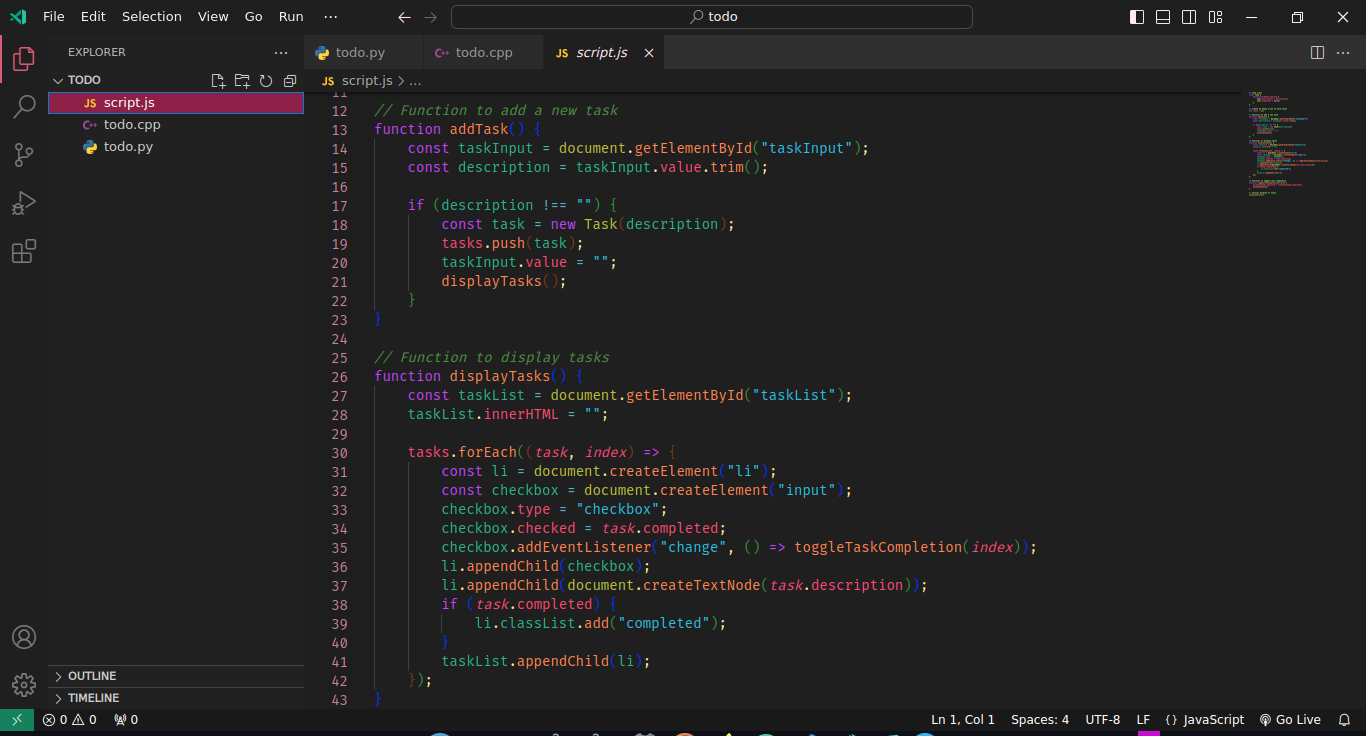 File Edit Selection View Go Run ···
todo
EXPLORER
TODO
JS script.js
C++ todo.cpp
todo.py
OUTLINE
TIMELINE
todo.py
C++ todo.cpp
JS script.js
JS script.js > ...
11
12 // Function to add a new task
13 function addTask() {
14 const taskInput = document.getElementById("taskInput");
15 const description = taskInput.value.trim();
16
17 if (description !== "") {
18 const task = new Task(description);
19 tasks.push(task);
20 taskInput.value = "";
21 displayTasks();
22 }
23 }
24
25 // Function to display tasks
26 function displayTasks() {
27 const taskList = document.getElementById("taskList");
28 taskList.innerHTML = "";
29
30 tasks.forEach((task, index) => {
31 const li = document.createElement("li");
32 const checkbox = document.createElement("input");
33 checkbox.type = "checkbox";
34 checkbox.checked = task.completed;
35 checkbox.addEventListener("change", () => toggleTaskCompletion(index));
36 li.appendChild(checkbox);
37 li.appendChild(document.createTextNode(task.description));
38 if (task.completed) {
39 li.classList.add("completed");
40 }
41 taskList.appendChild(li);
42 });
43 }
0 0 0
Ln 1, Col 1 Spaces: 4 UTF-8 LF {} JavaScript Go Live